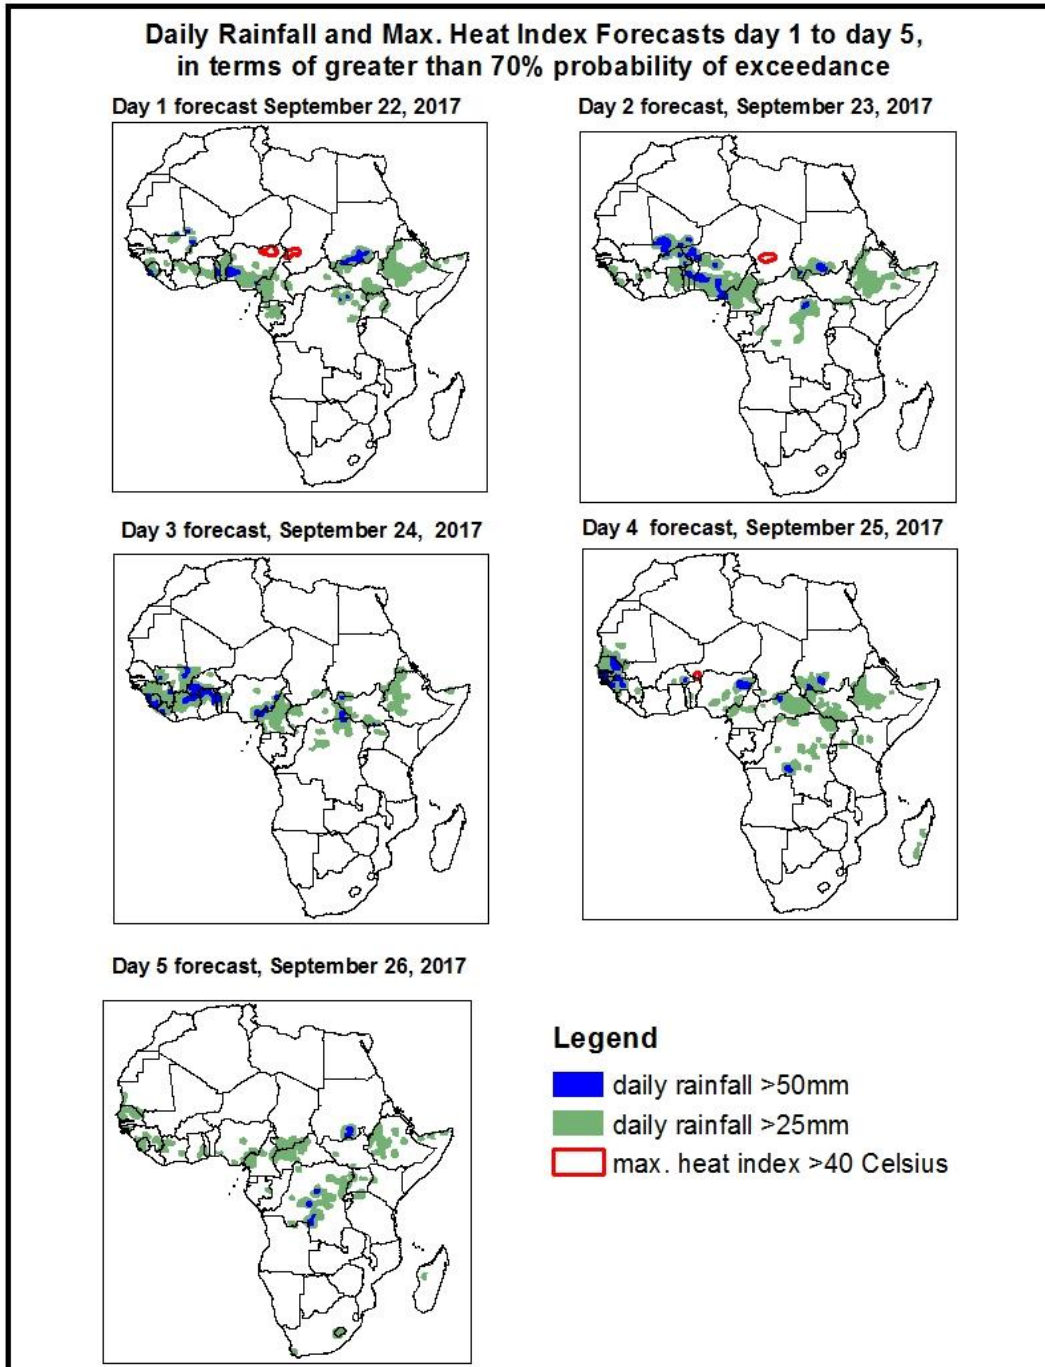 Daily Rainfall and Max. Heat Index Forecasts day 1 to day 5,
in terms of greater than 70% probability of exceedance
Day 1 forecast September 22, 2017
Day 2 forecast, September 23, 2017
Day 3 forecast, September 24, 2017
Day 4 forecast, September 25, 2017
Day 5 forecast, September 26, 2017
Legend
daily rainfall >50mm
daily rainfall >25mm
max. heat index >40 Celsius